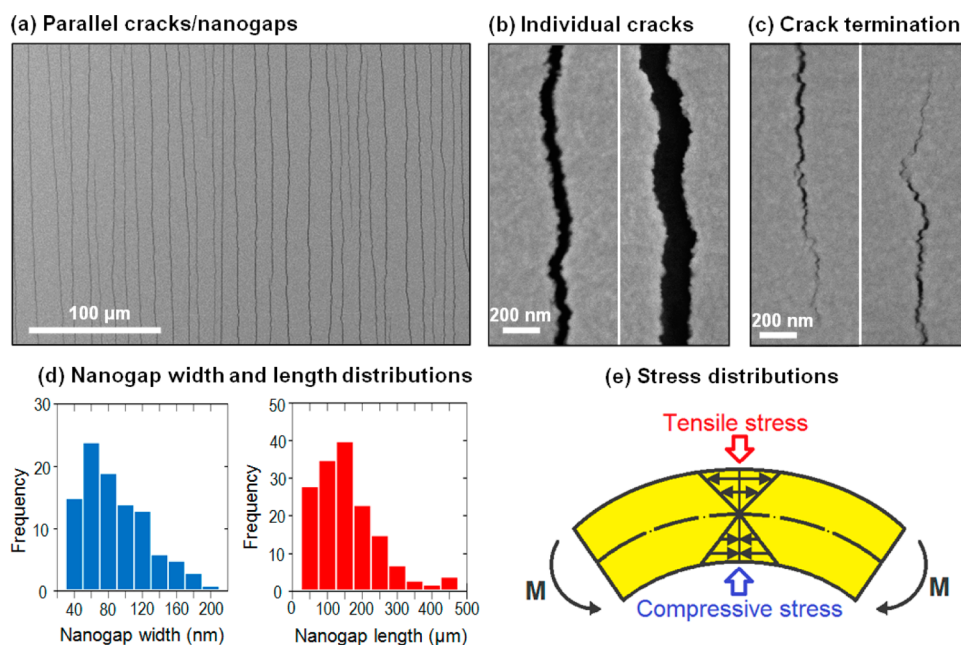 (a) Parallel cracks/nanogaps
(b) Individual cracks
(c) Crack termination
100 µm
200 nm
200 nm
(d) Nanogap width and length distributions
(e) Stress distributions
30
20
10
0
Frequency
40 80 120 160 200
Nanogap width (nm)
50
40
30
20
10
0
Frequency
0 100 200 300 400 500
Nanogap length (µm)
Tensile stress
M
M
Compressive stress